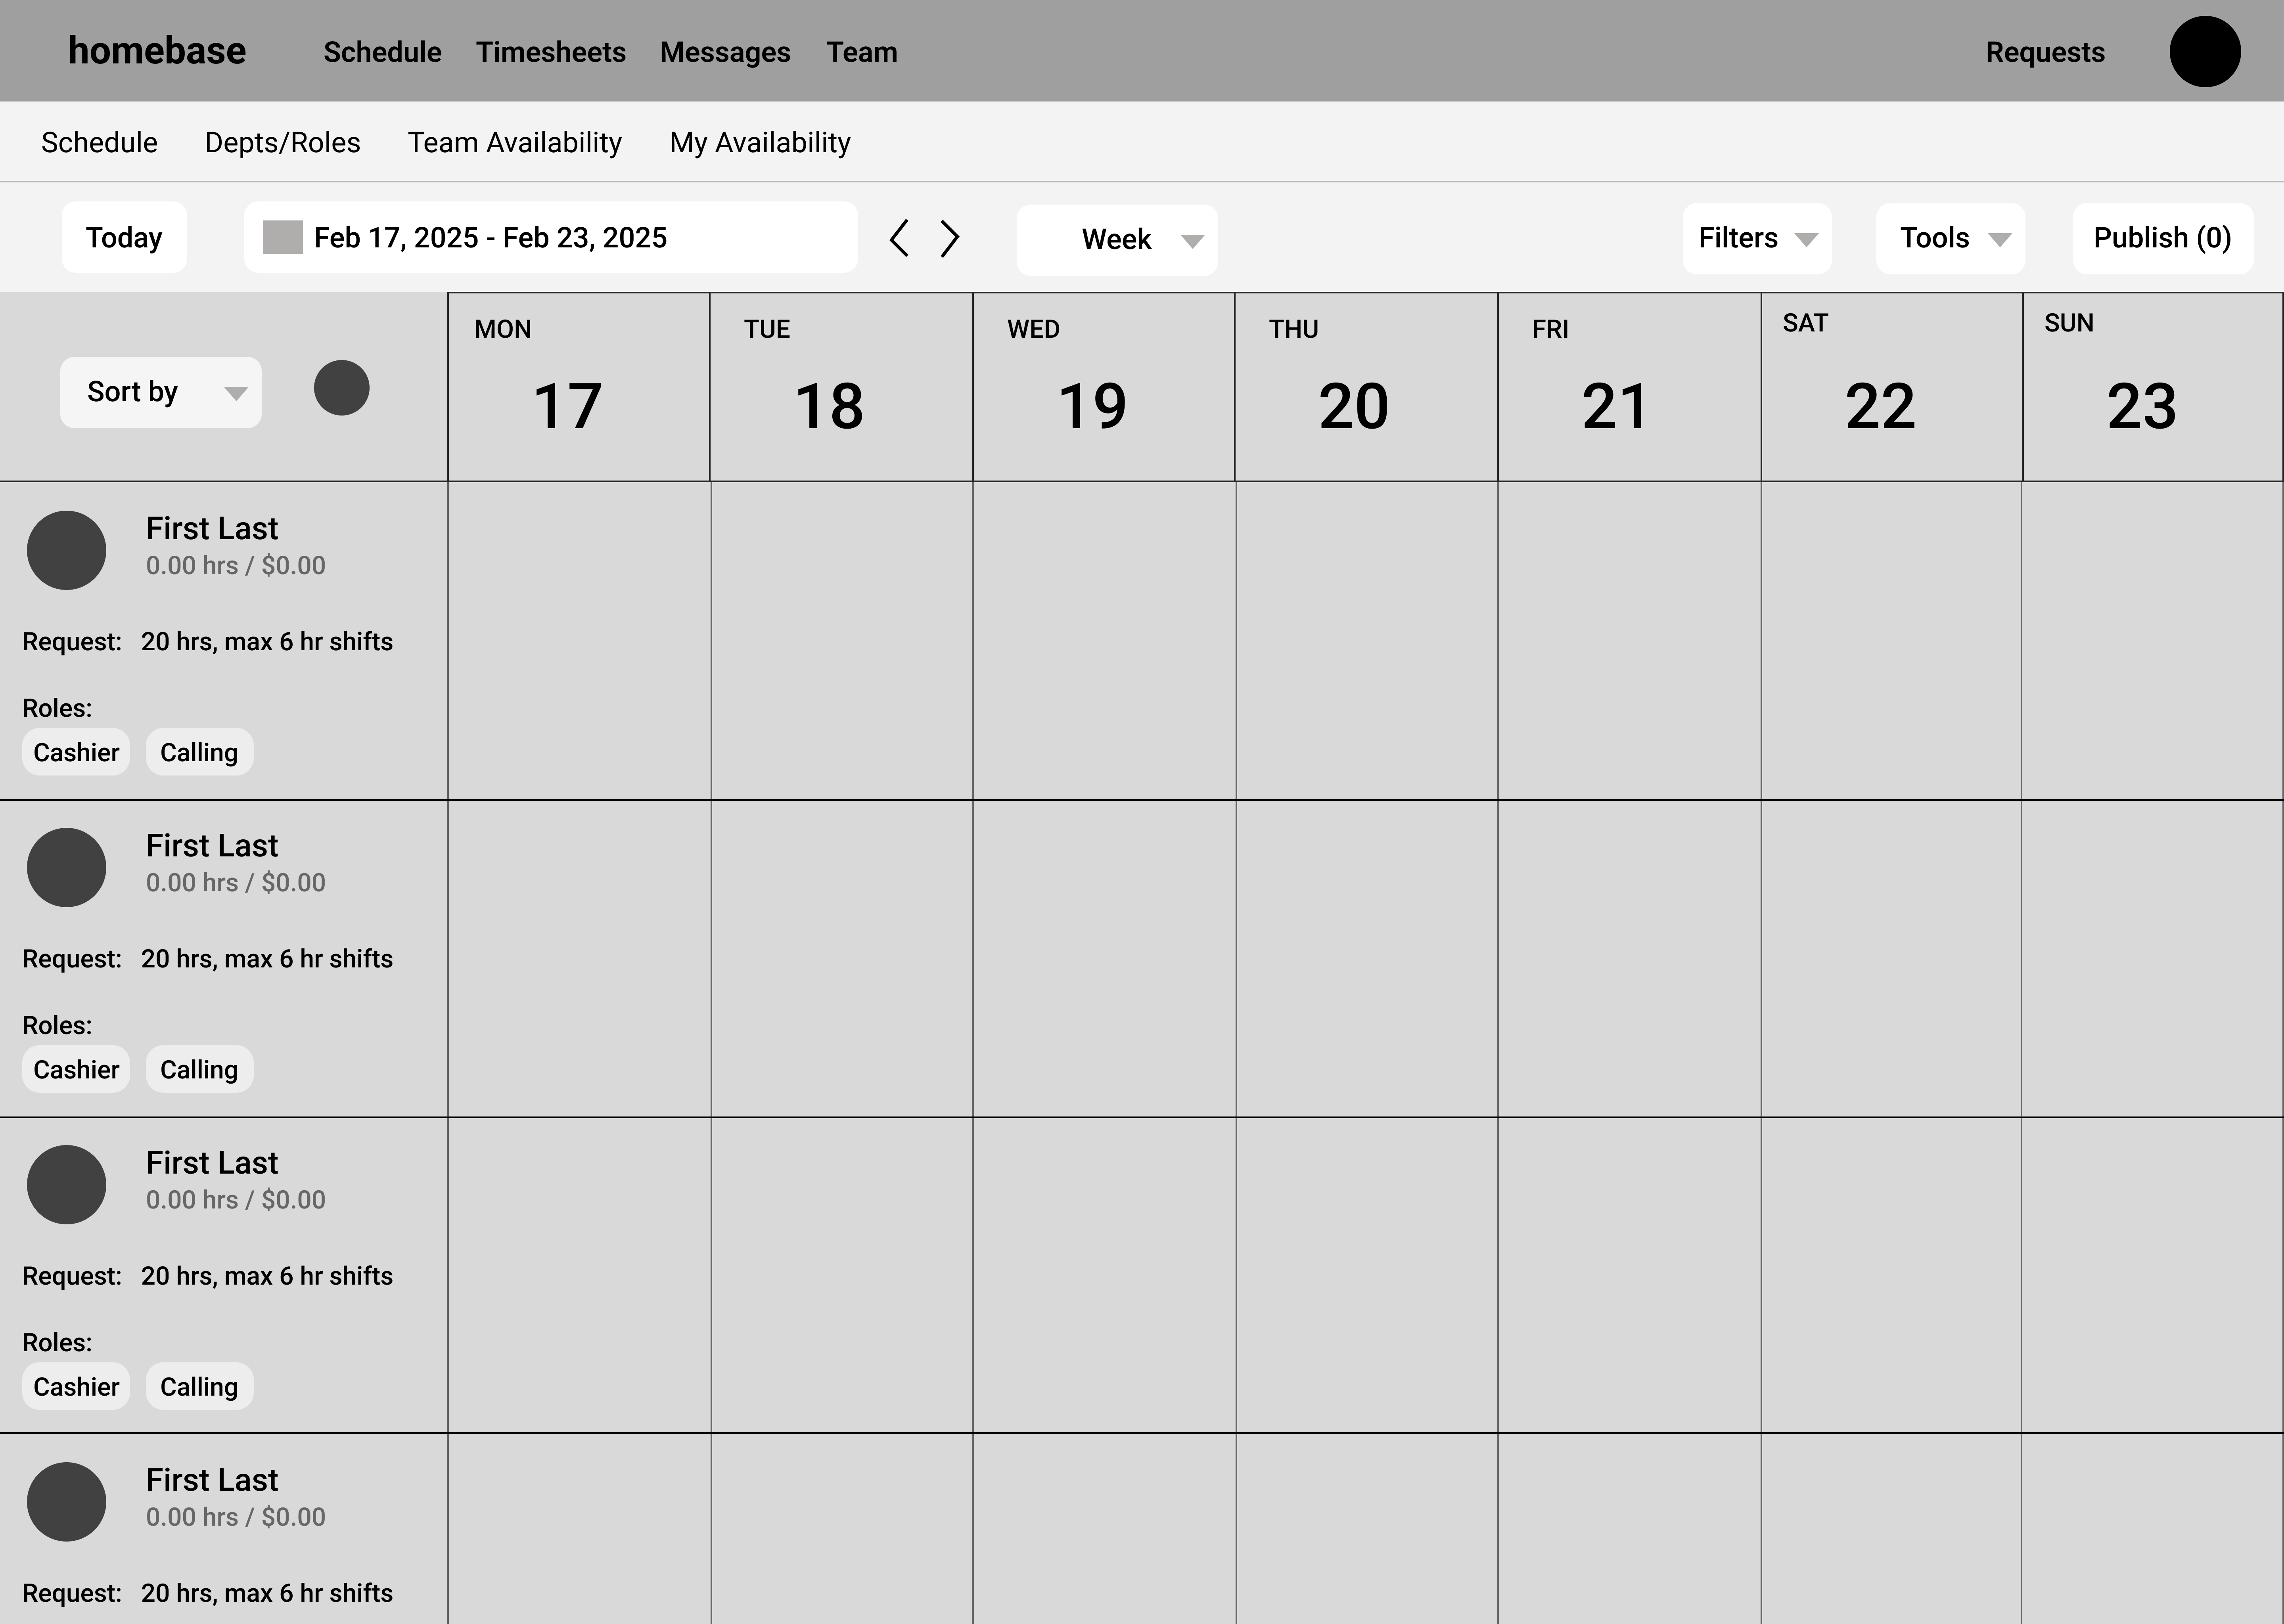 homebase Schedule Timesheets Messages Team Requests
Schedule Depts/Roles Team Availability My Availability
Today Feb 17, 2025 - Feb 23, 2025 Week Filters Tools Publish (0)
MON TUE WED THU FRI SAT SUN
Sort by 17 18 19 20 21 22 23
First Last
0.00 hrs / $0.00
Request: 20 hrs, max 6 hr shifts
Roles:
Cashier Calling
First Last
0.00 hrs / $0.00
Request: 20 hrs, max 6 hr shifts
Roles:
Cashier Calling
First Last
0.00 hrs / $0.00
Request: 20 hrs, max 6 hr shifts
Roles:
Cashier Calling
First Last
0.00 hrs / $0.00
Request: 20 hrs, max 6 hr shifts